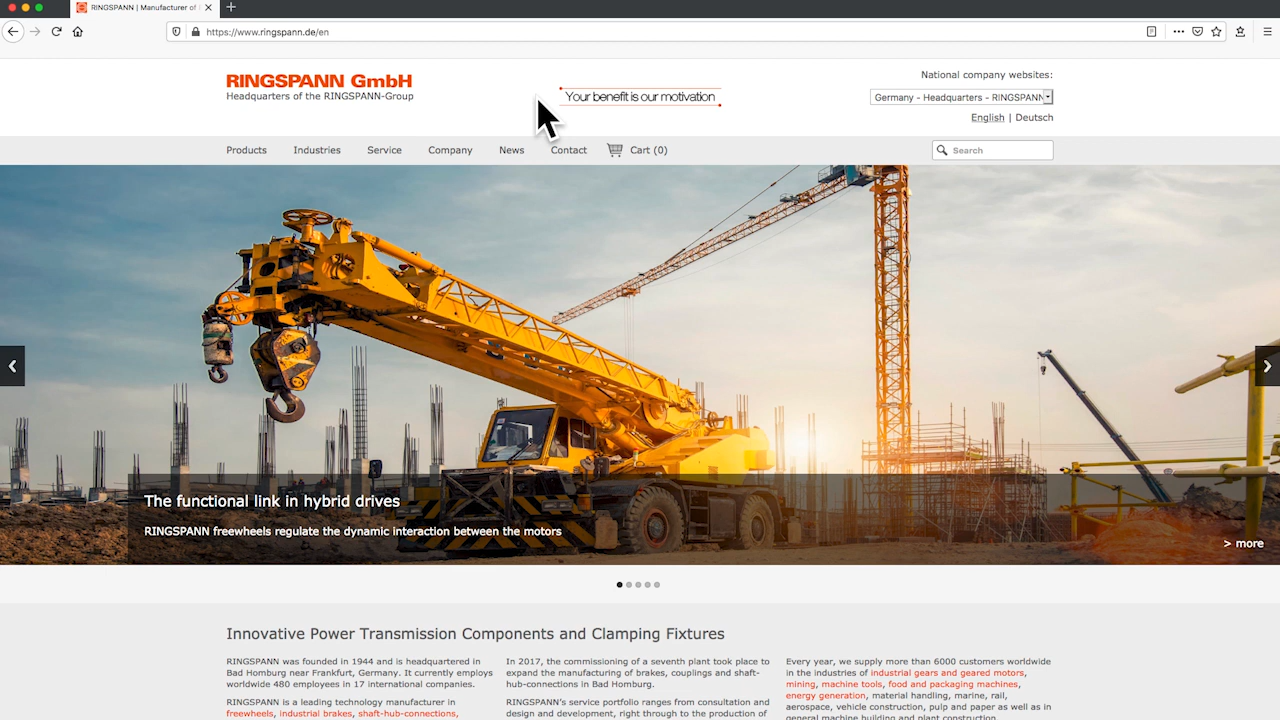 RINGSPANN | Manufacturer of
https://www.ringspann.de/en
RINGSPANN GmbH
Headquarters of the RINGSPANN-Group
Your benefit is our motivation
National company websites:
Germany - Headquarters - RINGSPANN
English | Deutsch
Products Industries Service Company News Contact Cart (0)
Search
The functional link in hybrid drives
RINGSPANN freewheels regulate the dynamic interaction between the motors
> more
Innovative Power Transmission Components and Clamping Fixtures
RINGSPANN was founded in 1944 and is headquartered in
Bad Homburg near Frankfurt, Germany. It currently employs
worldwide 480 employees in 17 international companies.
RINGSPANN is a leading technology manufacturer in
freewheels, industrial brakes, shaft-hub-connections,
In 2017, the commissioning of a seventh plant took place to
expand the manufacturing of brakes, couplings and shaft-
hub-connections in Bad Homburg.
RINGSPANN's service portfolio ranges from consultation and
design and development, right through to the production of
Every year, we supply more than 6000 customers worldwide
in the industries of industrial gears and geared motors,
mining, machine tools, food and packaging machines,
energy generation, material handling, marine, rail,
aerospace, vehicle construction, pulp and paper as well as in
general machine building and plant construction.